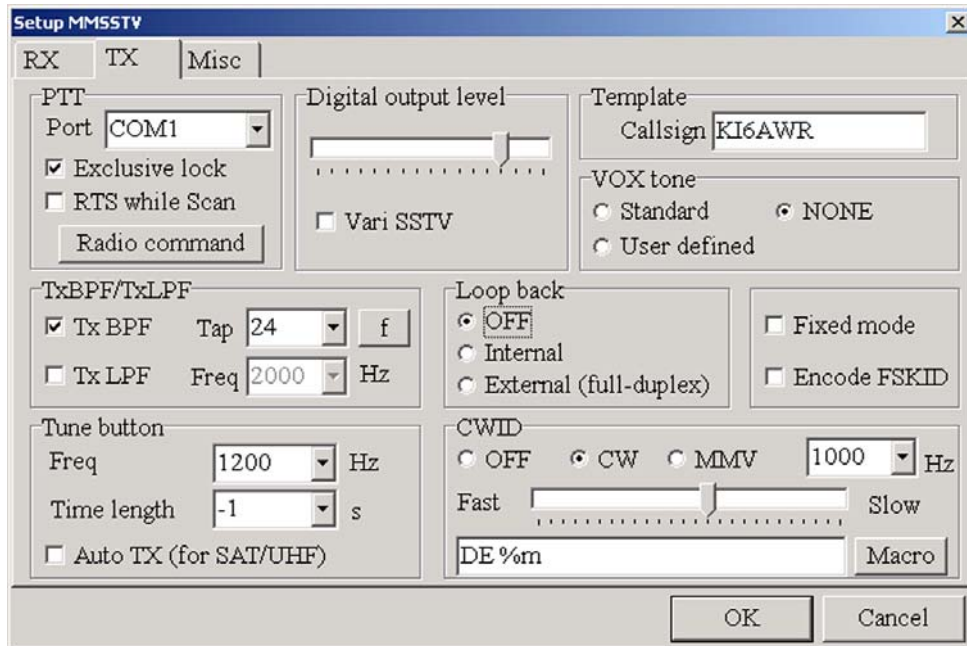 Setup MMSSTV
RX TX Misc
PTT
Port COM1
Exclusive lock
RTS while Scan
Radio command
Digital output level
Vari SSTV
Template
Callsign KI6AWR
VOX tone
Standard NONE
User defined
TxBPF/TxLPF
Tx BPF Tap 24 f
Tx LPF Freq 2000 Hz
Loop back
OFF
Internal
External (full-duplex)
Fixed mode
Encode FSKID
Tune button
Freq 1200 Hz
Time length -1 s
Auto TX (for SAT/UHF)
CWID
OFF CW MMV 1000 Hz
Fast Slow
DE %m Macro
OK Cancel